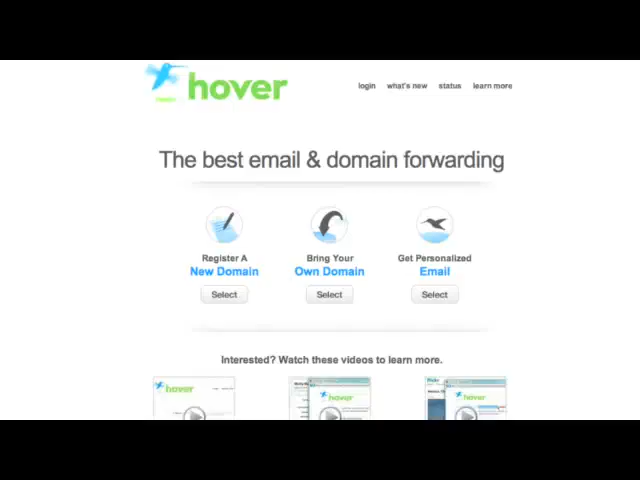 hover
login what's new status learn more
The best email & domain forwarding
Register A Bring Your Get Personalized
New Domain Own Domain Email
Select Select Select
Interested? Watch these videos to learn more.
hover
hover hover